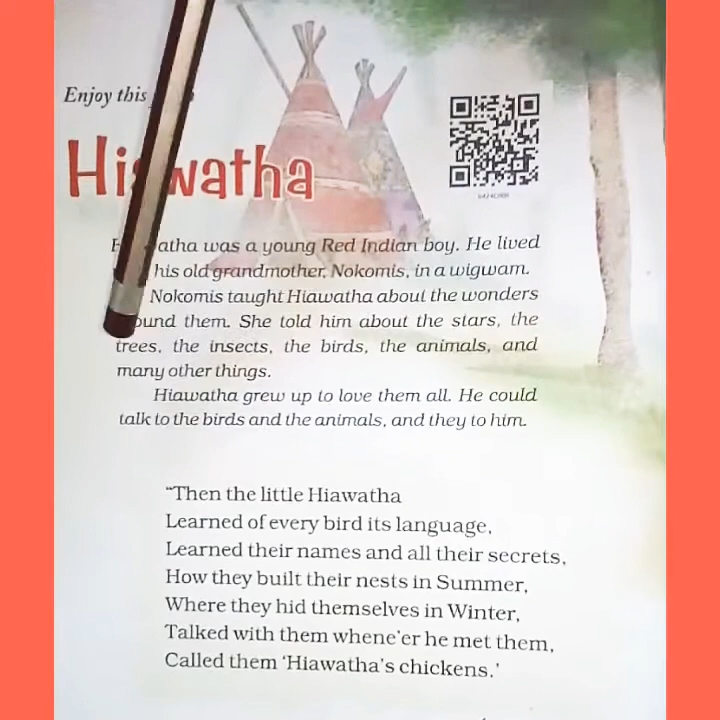 Enjoy this
Hiawatha
Hiawatha was a young Red Indian boy. He lived
his old grandmother, Nokomis, in a wigwam.
Nokomis taught Hiawatha about the wonders
around them. She told him about the stars, the
trees, the insects, the birds, the animals, and
many other things.
Hiawatha grew up to love them all. He could
talk to the birds and the animals, and they to him.
“Then the little Hiawatha
Learned of every bird its language,
Learned their names and all their secrets,
How they built their nests in Summer,
Where they hid themselves in Winter,
Talked with them whene'er he met them,
Called them ‘Hiawatha's chickens.’